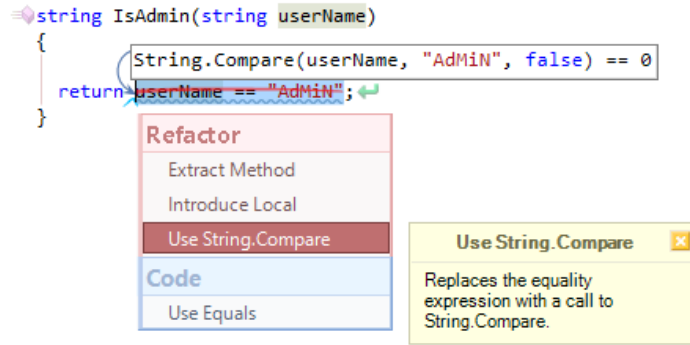 string IsAdmin(string userName)
{
String.Compare(userName, "AdMiN", false) == 0
return userName == "AdMiN";
}
Refactor
Extract Method
Introduce Local
Use String.Compare
Code
Use Equals
Use String.Compare
Replaces the equality
expression with a call to
String.Compare.